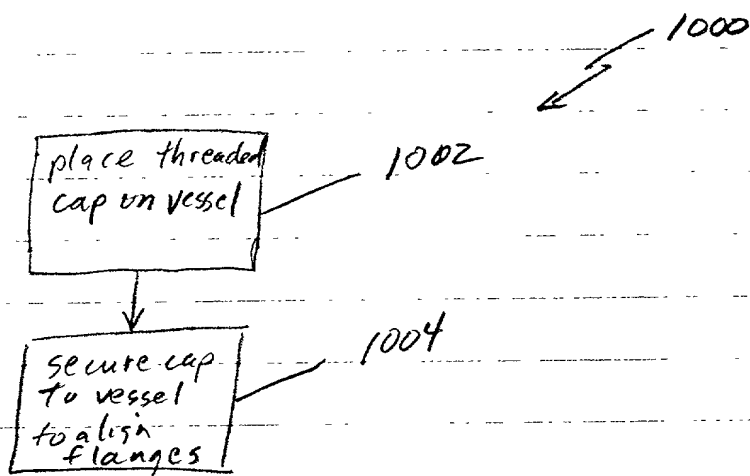 1000
place threaded
cap on vessel
1002
secure cap
to vessel
to align
flanges
1004